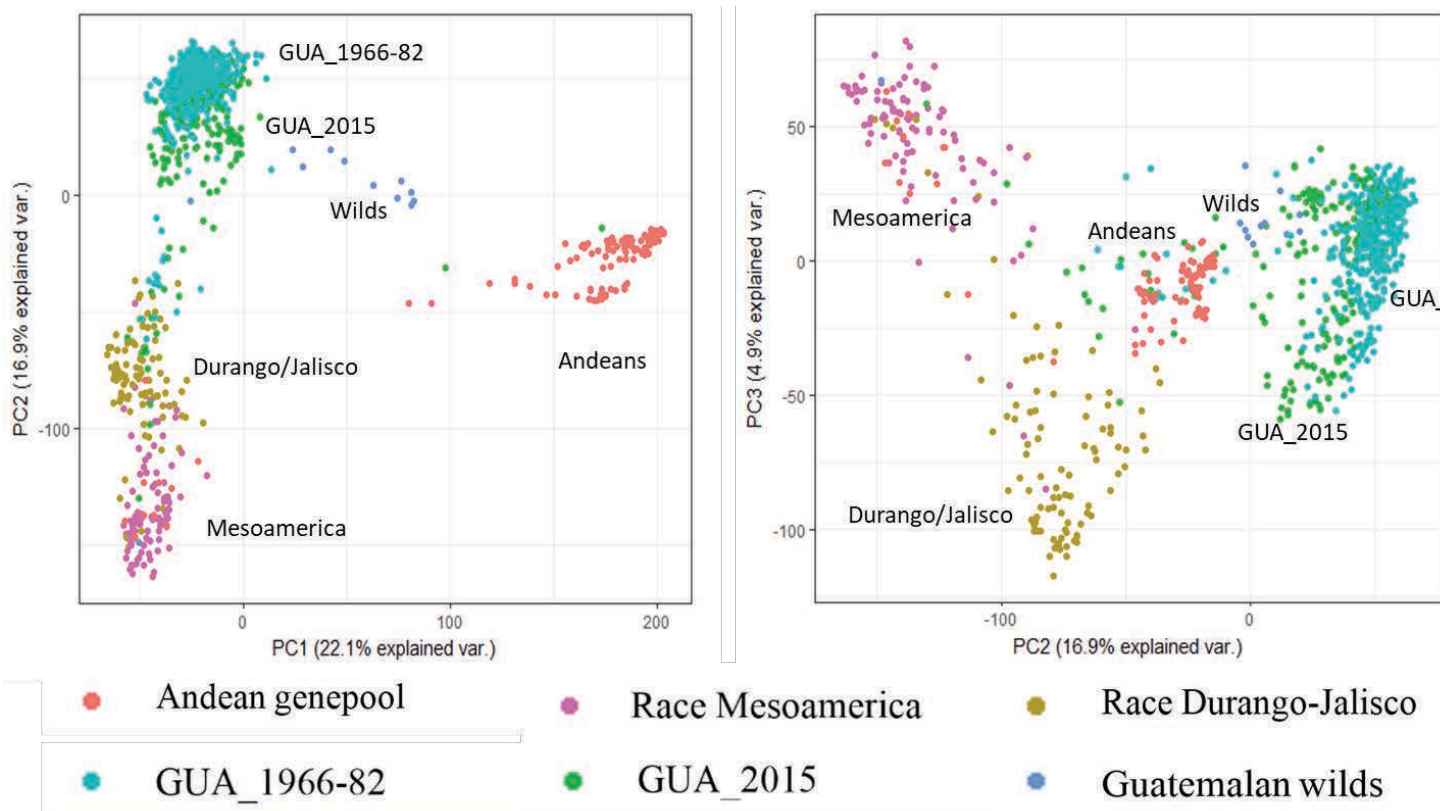 GUA_1966-82
GUA_2015
Wilds
Andeans
Durango/Jalisco
Mesoamerica
0
-100
PC2 (16.9% explained var.)
0
100
200
PC1 (22.1% explained var.)
Mesoamerica
Wilds
Andeans
GUA_
GUA_2015
Durango/Jalisco
50
0
-50
-100
PC3 (4.9% explained var.)
-100
0
PC2 (16.9% explained var.)
Andean genepool
Race Mesoamerica
Race Durango-Jalisco
GUA_1966-82
GUA_2015
Guatemalan wilds